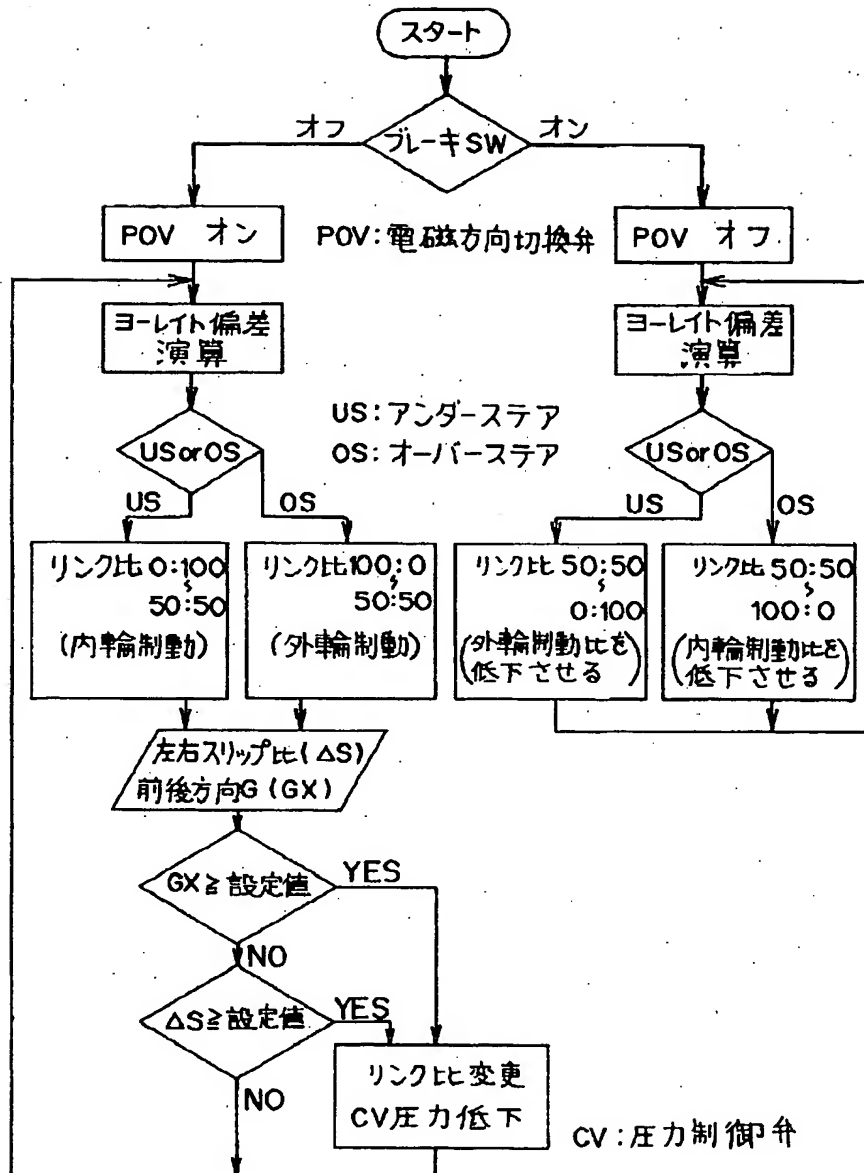 スタート
オフ
ブレーキSW
オン
POV オン
POV:電磁方向切換弁
POV オフ
ヨーレイト偏差
演算
ヨーレイト偏差
演算
US:アンダーステア
OS:オーバーステア
USorOS
USorOS
US
OS
US
OS
リンク比0:100
~
50:50
(内輪制動)
リンク比100:0
~
50:50
(外輪制動)
リンク比 50:50
~
0:100
(外輪制動比を
低下させる)
リンク比 50:50
~
100:0
(内輪制動比を
低下させる)
左右スリップ比(ΔS)
前後方向G(GX)
GX≧設定値
YES
NO
ΔS≧設定値
YES
NO
リンク比変更
CV圧力低下
CV:圧力制御弁